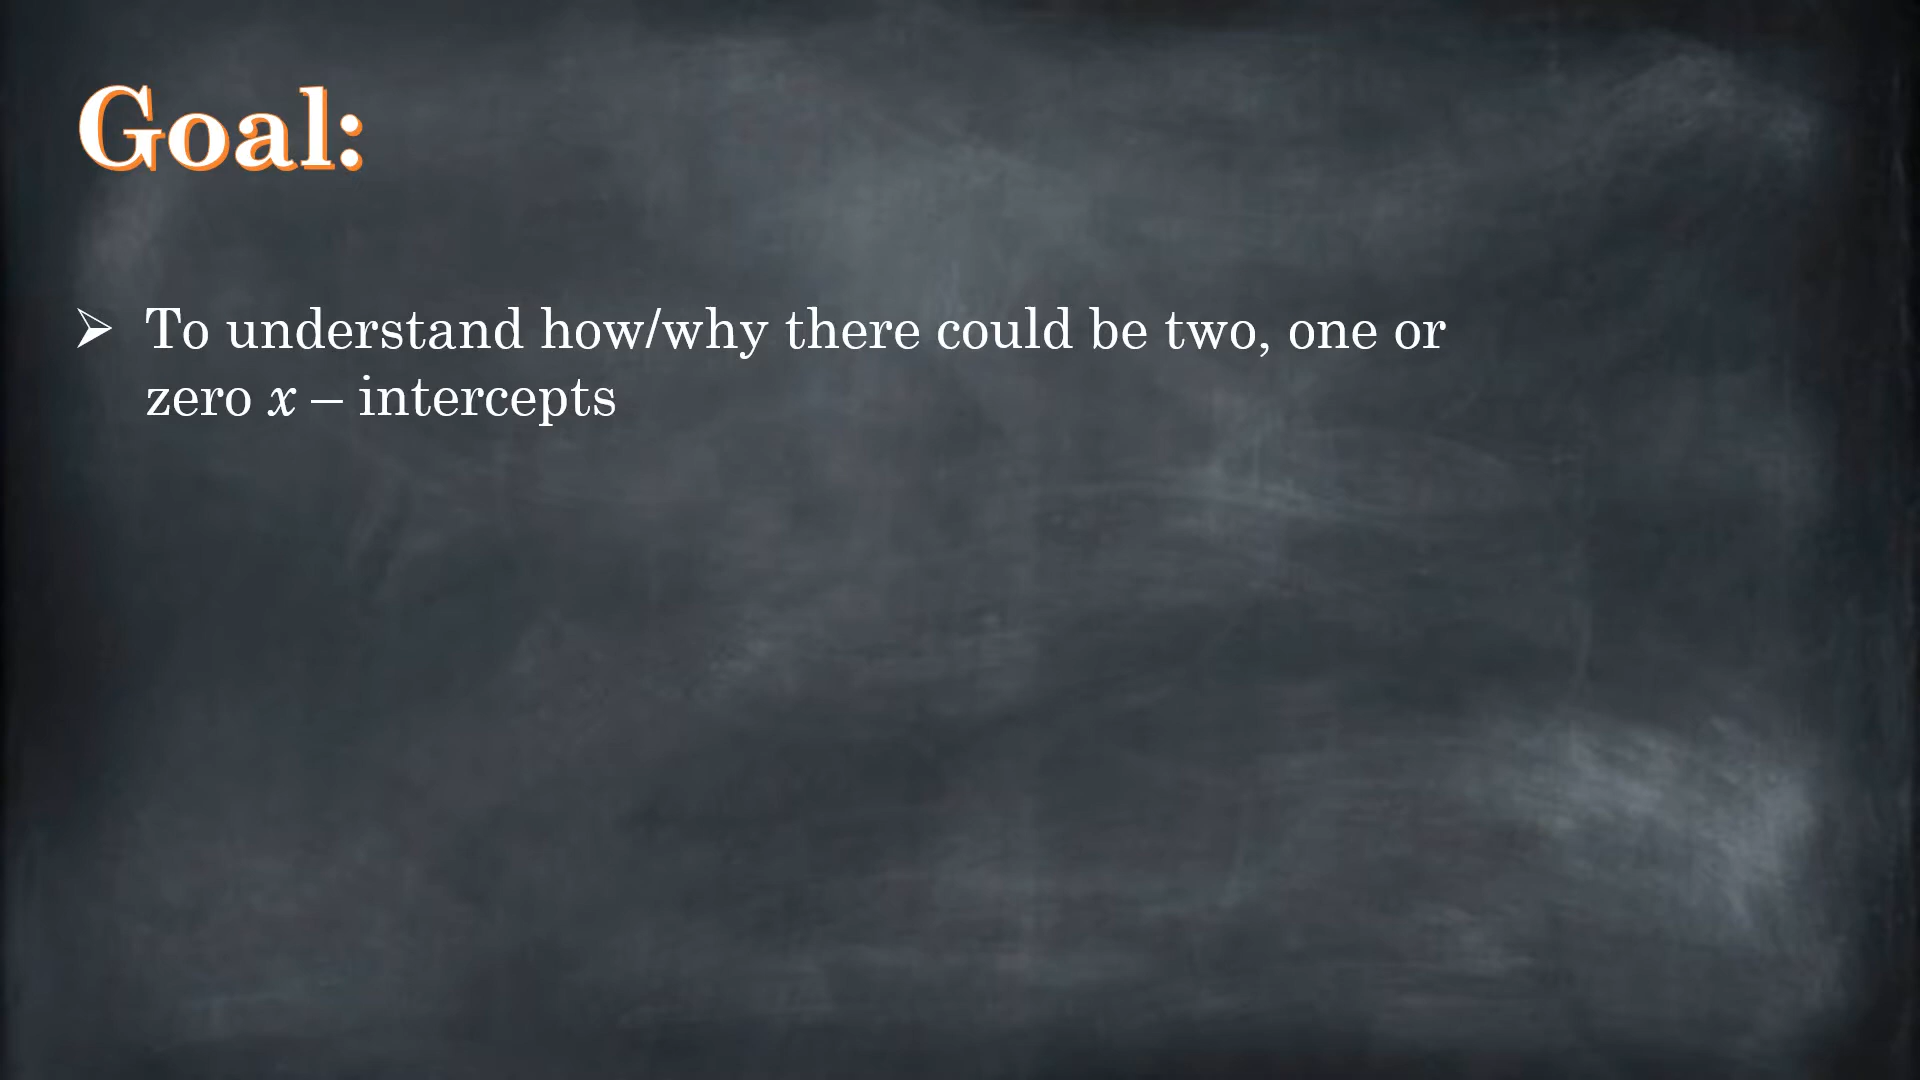 Goal:
➢ To understand how/why there could be two, one or
zero x – intercepts